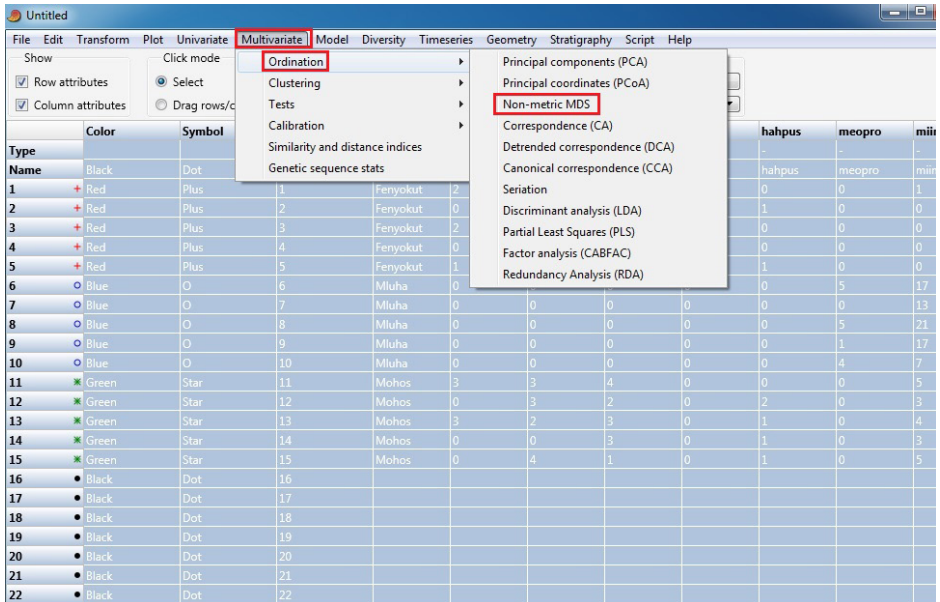 Untitled
File Edit Transform Plot Univariate Multivariate Model Diversity Timeseries Geometry Stratigraphy Script Help
Show Click mode
Row attributes Select
Column attributes Drag rows/c
Ordination
Clustering
Tests
Calibration
Similarity and distance indices
Genetic sequence stats
Principal components (PCA)
Principal coordinates (PCoA)
Non-metric MDS
Correspondence (CA)
Detrended correspondence (DCA)
Canonical correspondence (CCA)
Seriation
Discriminant analysis (LDA)
Partial Least Squares (PLS)
Factor analysis (CABFAC)
Redundancy Analysis (RDA)
Color Symbol hahpus meopro
Type - - -
Name Black Dot hahpus meopro
1 Red Plus 1 Fenyokut 2 0 0 1
2 Red Plus 2 Fenyokut 0 1 0 0
3 Red Plus 3 Fenyokut 2 0 0 0
4 Red Plus 4 Fenyokut 0 0 0 0
5 Red Plus 5 Fenyokut 1 1 0 0
6 Blue O 6 Mluha 0 0 0 0 0 5 17
7 Blue O 7 Mluha 0 0 0 0 0 0 13
8 Blue O 8 Mluha 0 0 0 0 0 5 21
9 Blue O 9 Mluha 0 0 0 0 0 1 17
10 Blue O 10 Mluha 0 0 0 0 0 4 7
11 Green Star 11 Mohos 3 3 4 0 0 0 5
12 Green Star 12 Mohos 0 3 2 0 2 0 3
13 Green Star 13 Mohos 3 2 3 0 1 0 4
14 Green Star 14 Mohos 0 0 3 0 1 0 3
15 Green Star 15 Mohos 0 4 1 0 1 0 5
16 Black Dot 16
17 Black Dot 17
18 Black Dot 18
19 Black Dot 19
20 Black Dot 20
21 Black Dot 21
22 Black Dot 22